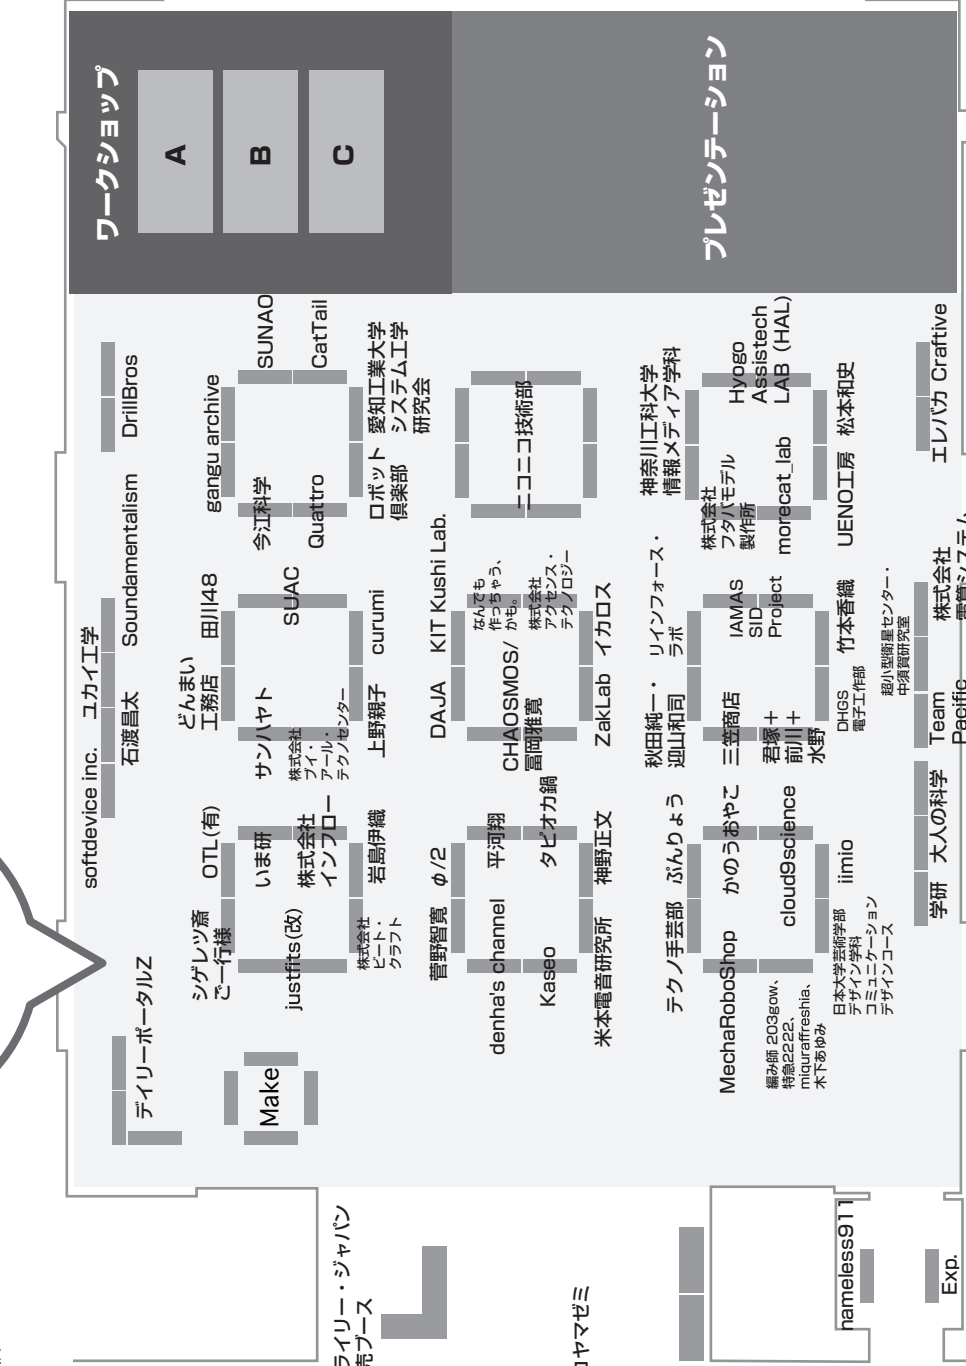 ワークショップ
A
B
C
プレゼンテーション
DrillBros
Soundamentalism
ユカイ工学
石渡昌太
softdevice inc.
デイリーポータルZ
gangu archive
SUNAO
CatTail
今江科学
Quattro
愛知工業大学
システム工学
研究会
ロボット
倶楽部
田川48
どんまい
工務店
SUAC
サンハヤト
株式会社
ブイ・
アール・
テクノセンター
curumi
上野親子
OTL(有)
シゲレツ斎
ご一行様
いま研
株式会社
インフロー
justfits(改)
岩島伊織
株式会社
ビート・
クラフト
Make
ニコニコ技術部
KIT Kushi Lab.
DAJA
なんでも
作っちゃう、
かも。
株式会社
アクセンス・
テクノロジー
CHAOSIMOS/
冨岡雅寛
イカロス
ZakLab
φ/2
菅野智寛
平河翔
タピオカ鍋
denha's channel
Kaseo
神野正文
米本電音研究所
神奈川工科大学
情報メディア学科
Hyogo
Assistech
LAB (HAL)
株式会社
フタバモデル
製作所
morecat_lab
松本和史
UENO工房
リインフォース・
ラボ
秋田純一・
迎山和司
IAMAS
SID
Project
三笠商店
君塚＋
前川＋
水野
竹本香織
DHGS
電子工作部
ぷんりょう
テクノ手芸部
かのうおやこ
cloud9science
MechaRoboShop
編み師 203gow、
特急2222、
miquraffreshia、
木下あゆみ
iimio
日本大学芸術学部
デザイン学科
コミュニケーション
デザインコース
エレバカ Craftive
株式会社
超小型衛星センター・
中須賀研究室
Team
Pacific
大人の科学
学研
ライリー・ジャパン
売ブース
コヤマゼミ
nameless911
Exp.